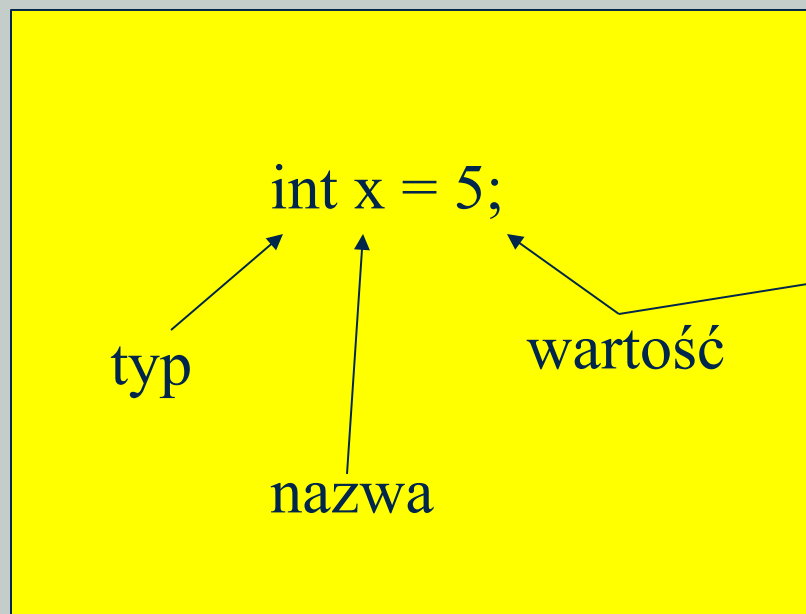 int x = 5;
typ
wartość
nazwa